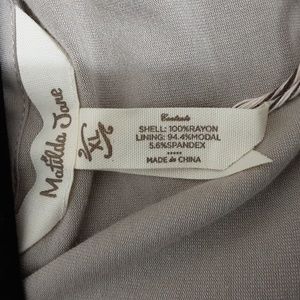 Matilda Jane
XL
Contents
SHELL: 100%RAYON
LINING: 94.4%MODAL
5.6%SPANDEX
*****
MADE IN CHINA